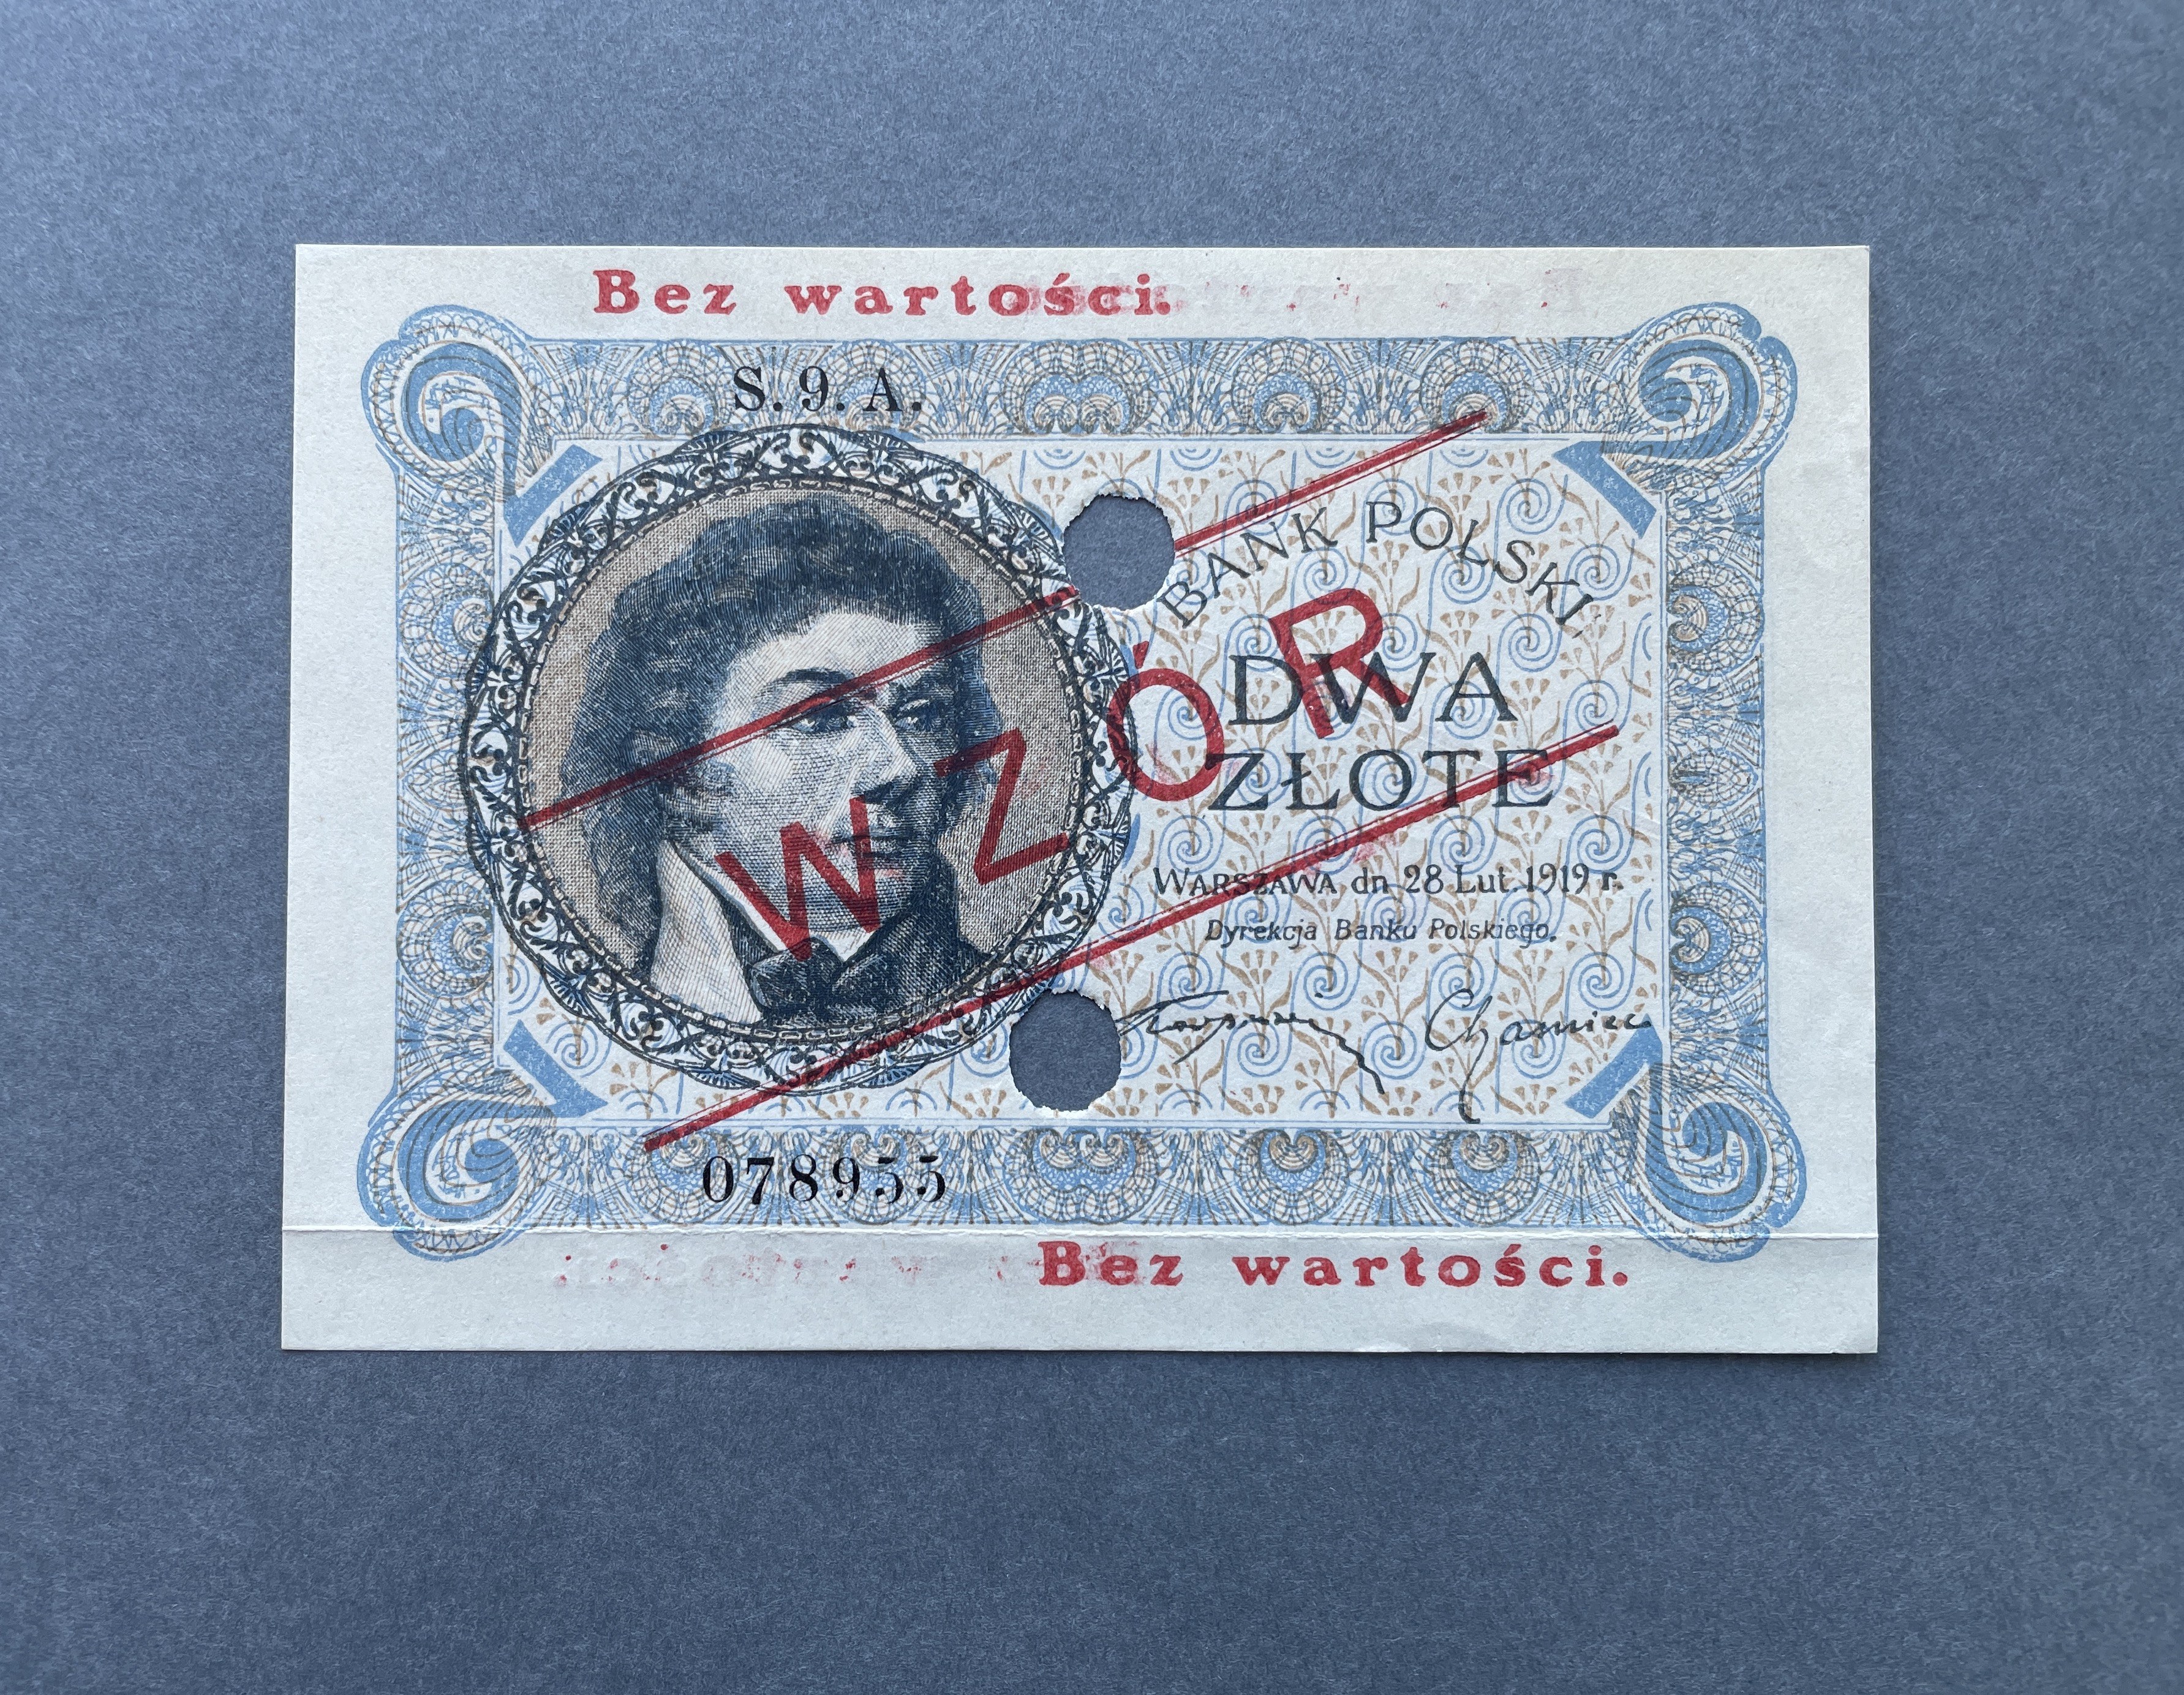 Bez wartości.
S. 9. A.
BANK POLSKI
WZÓR
DWA
ZŁOTE
WARSZAWA dn 28 Lut. 1919 r.
Dyrekcja Banku Polskiego.
078955
Bez wartości.